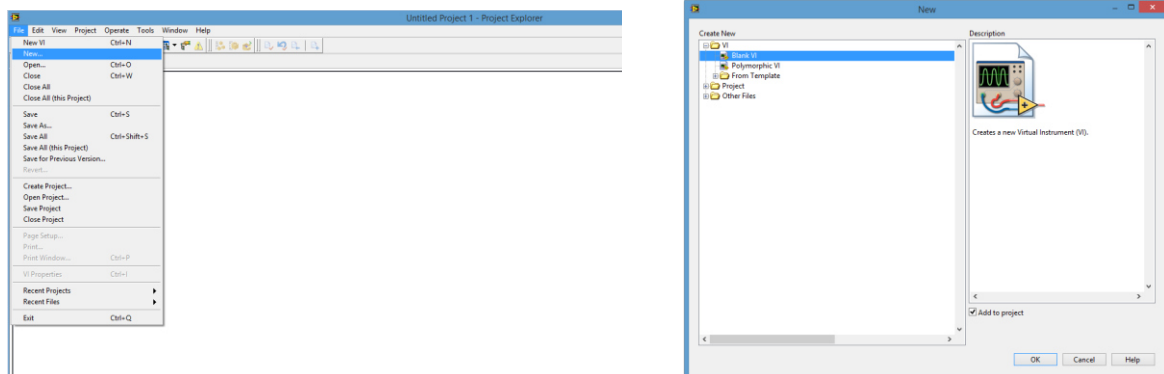 Untitled Project 1 - Project Explorer
File Edit View Project Operate Tools Window Help
New VI Ctrl+N
New...
Open... Ctrl+O
Close Ctrl+W
Close All
Close All (this Project)
Save Ctrl+S
Save As...
Save All Ctrl+Shift+S
Save All (this Project)
Save for Previous Version...
Revert...
Create Project...
Open Project...
Save Project
Close Project
Page Setup...
Print...
Print Window... Ctrl+P
VI Properties Ctrl+I
Recent Projects
Recent Files
Exit Ctrl+Q
New
Create New
VI
Blank VI
Polymorphic VI
From Template
Project
Other Files
Description
Creates a new Virtual Instrument (VI).
Add to project
OK Cancel Help